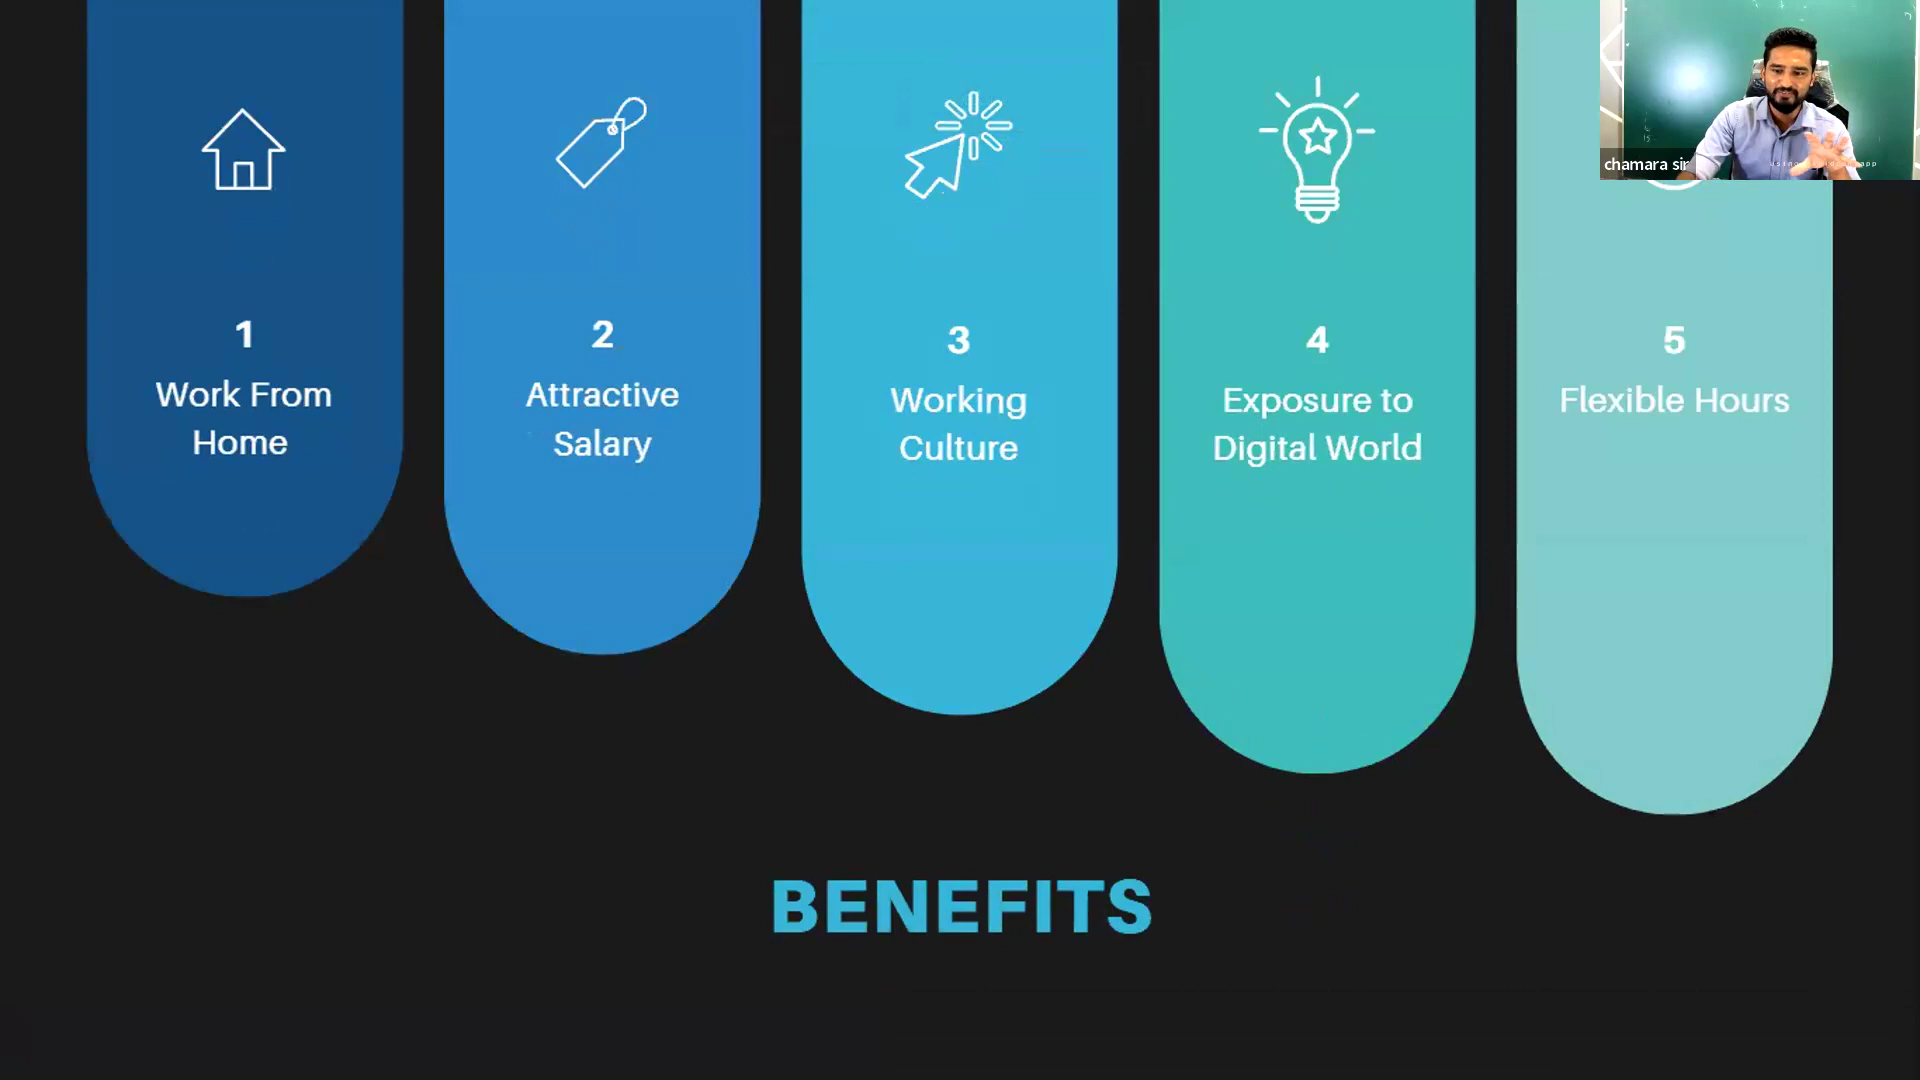 chamara sir
1
Work From
Home
2
Attractive
Salary
3
Working
Culture
4
Exposure to
Digital World
5
Flexible Hours
BENEFITS